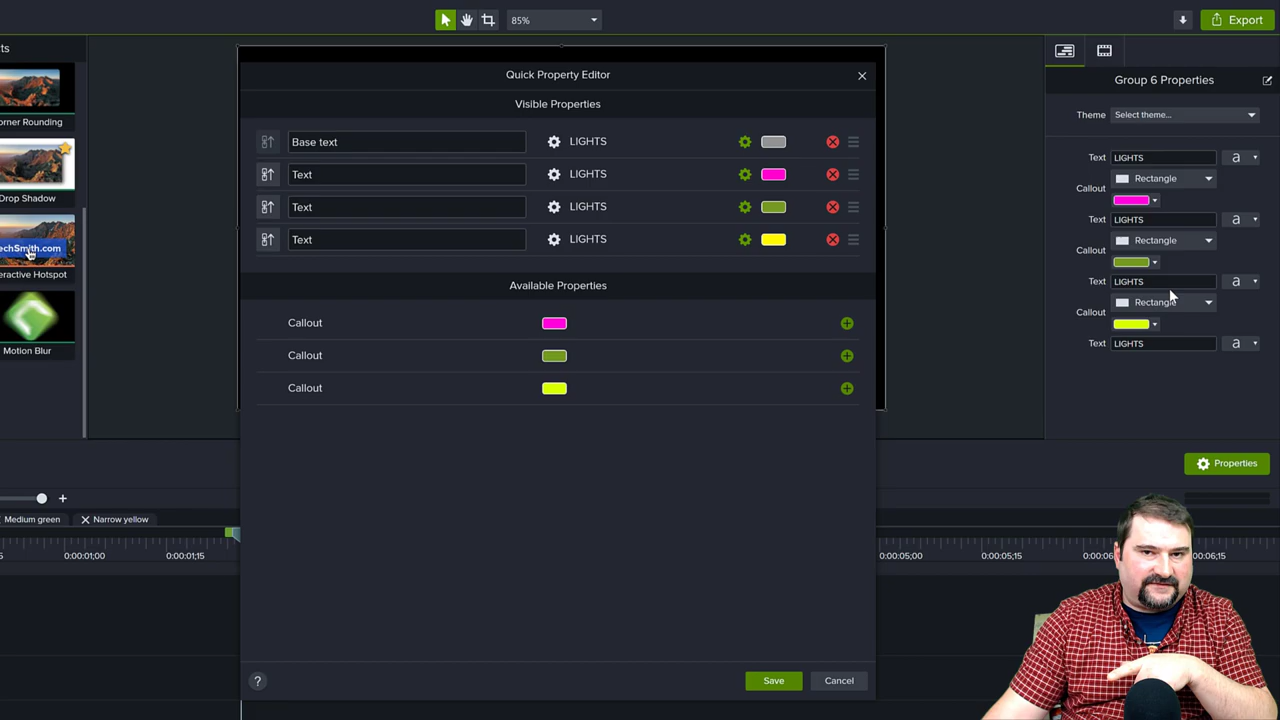 85%
Export
ts
orner Rounding
Drop Shadow
echSmith.com
eractive Hotspot
Motion Blur
Quick Property Editor
Visible Properties
Base text LIGHTS
Text LIGHTS
Text LIGHTS
Text LIGHTS
Available Properties
Callout
Callout
Callout
? Save Cancel
Group 6 Properties
Theme Select theme...
Text LIGHTS a
Rectangle
Callout
Text LIGHTS a
Rectangle
Callout
Text LIGHTS a
Rectangle
Callout
Text LIGHTS a
Properties
Medium green Narrow yellow
5 0:00:01;00 0:00:01;15 0:00:05;00 0:00:05;15 0:00:06;15